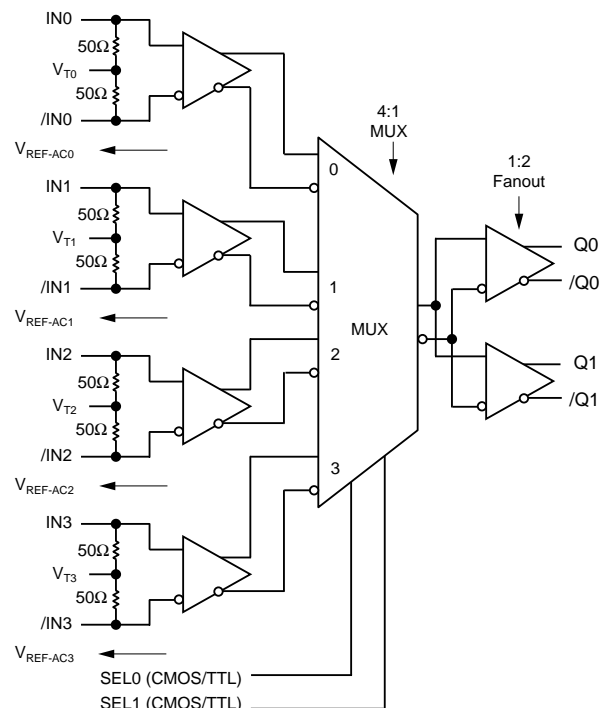 IN0
50Ω
VT0
50Ω
/IN0
VREF-AC0
IN1
50Ω
VT1
50Ω
/IN1
VREF-AC1
IN2
50Ω
VT2
50Ω
/IN2
VREF-AC2
IN3
50Ω
VT3
50Ω
/IN3
VREF-AC3
SEL0 (CMOS/TTL)
SEL1 (CMOS/TTL)
4:1
MUX
0
1
2
3
MUX
1:2
Fanout
Q0
/Q0
Q1
/Q1